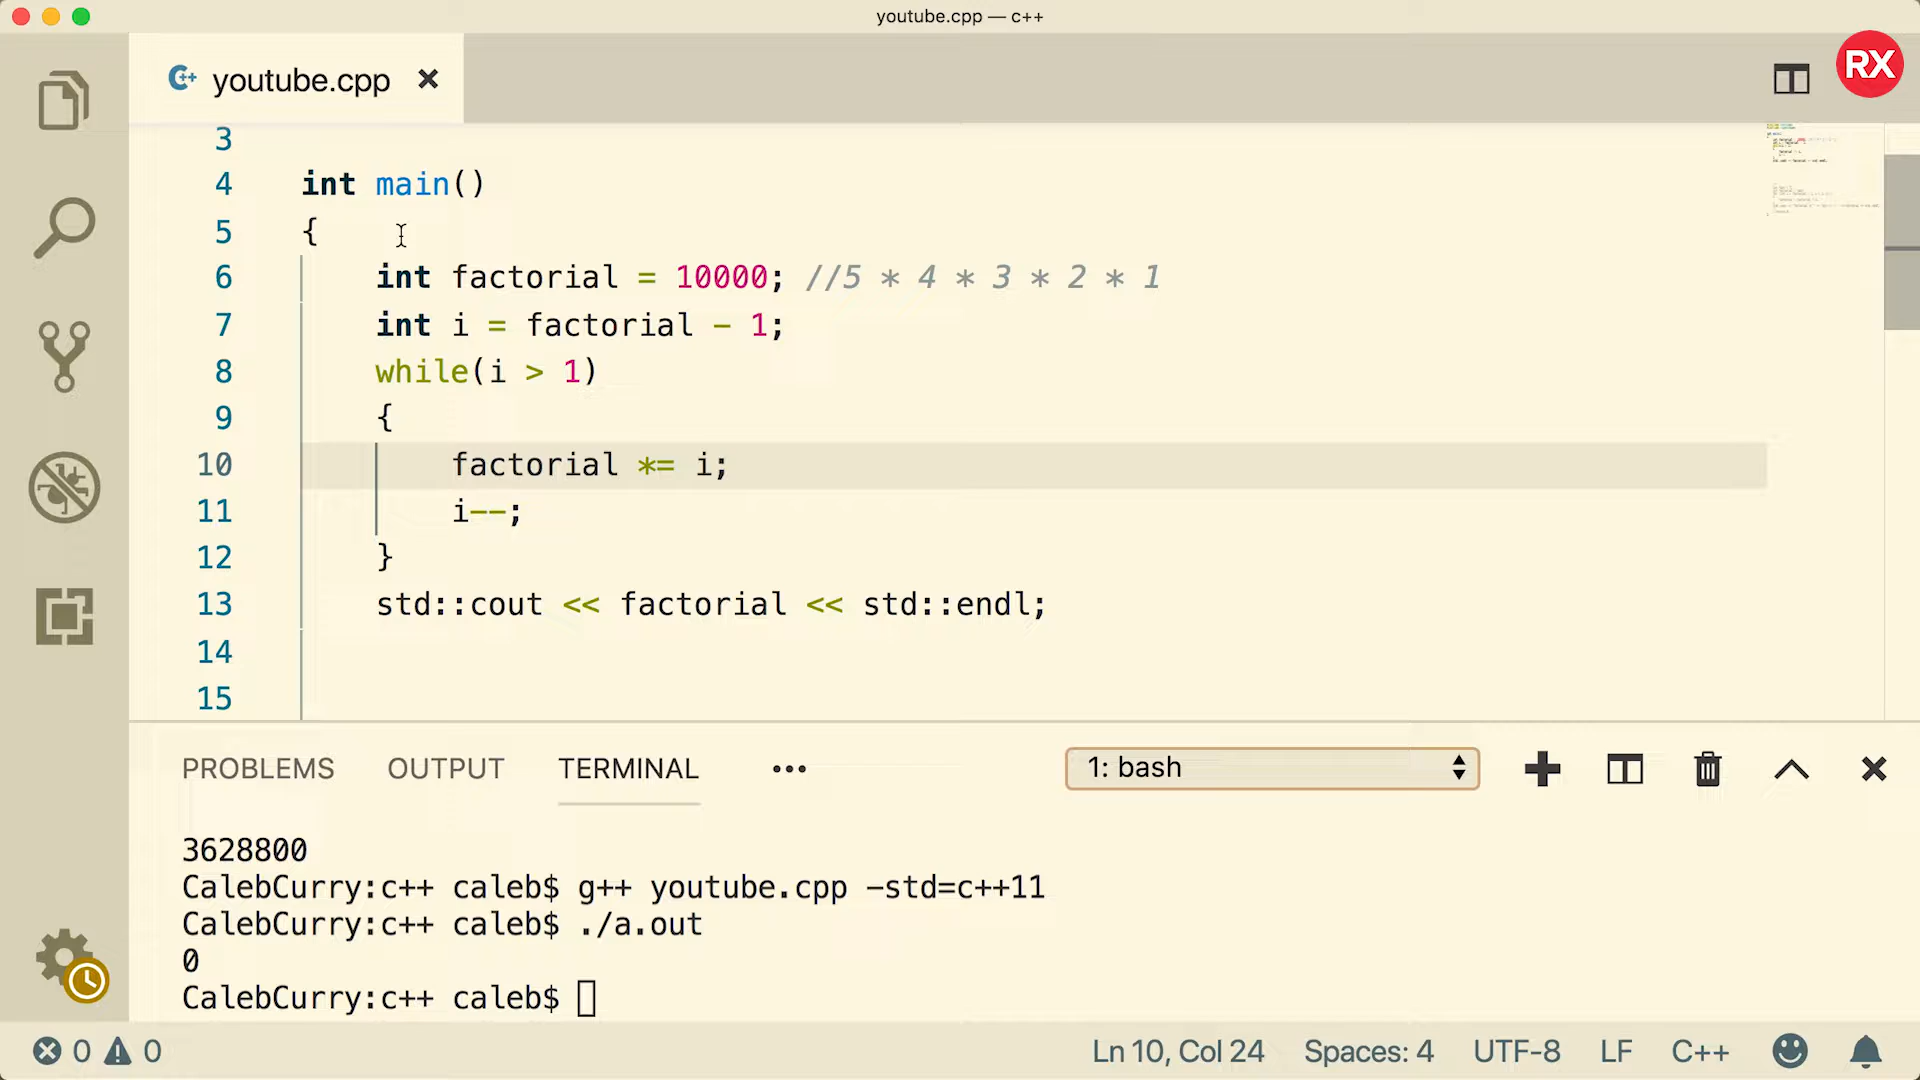 youtube.cpp — c++
youtube.cpp
RX
3
4 int main()
5 {
6 int factorial = 10000; //5 * 4 * 3 * 2 * 1
7 int i = factorial - 1;
8 while(i > 1)
9 {
10 factorial *= i;
11 i--;
12 }
13 std::cout << factorial << std::endl;
14
15
PROBLEMS OUTPUT TERMINAL ••• 1: bash
3628800
CalebCurry:c++ caleb$ g++ youtube.cpp -std=c++11
CalebCurry:c++ caleb$ ./a.out
0
CalebCurry:c++ caleb$
0 0 Ln 10, Col 24 Spaces: 4 UTF-8 LF C++